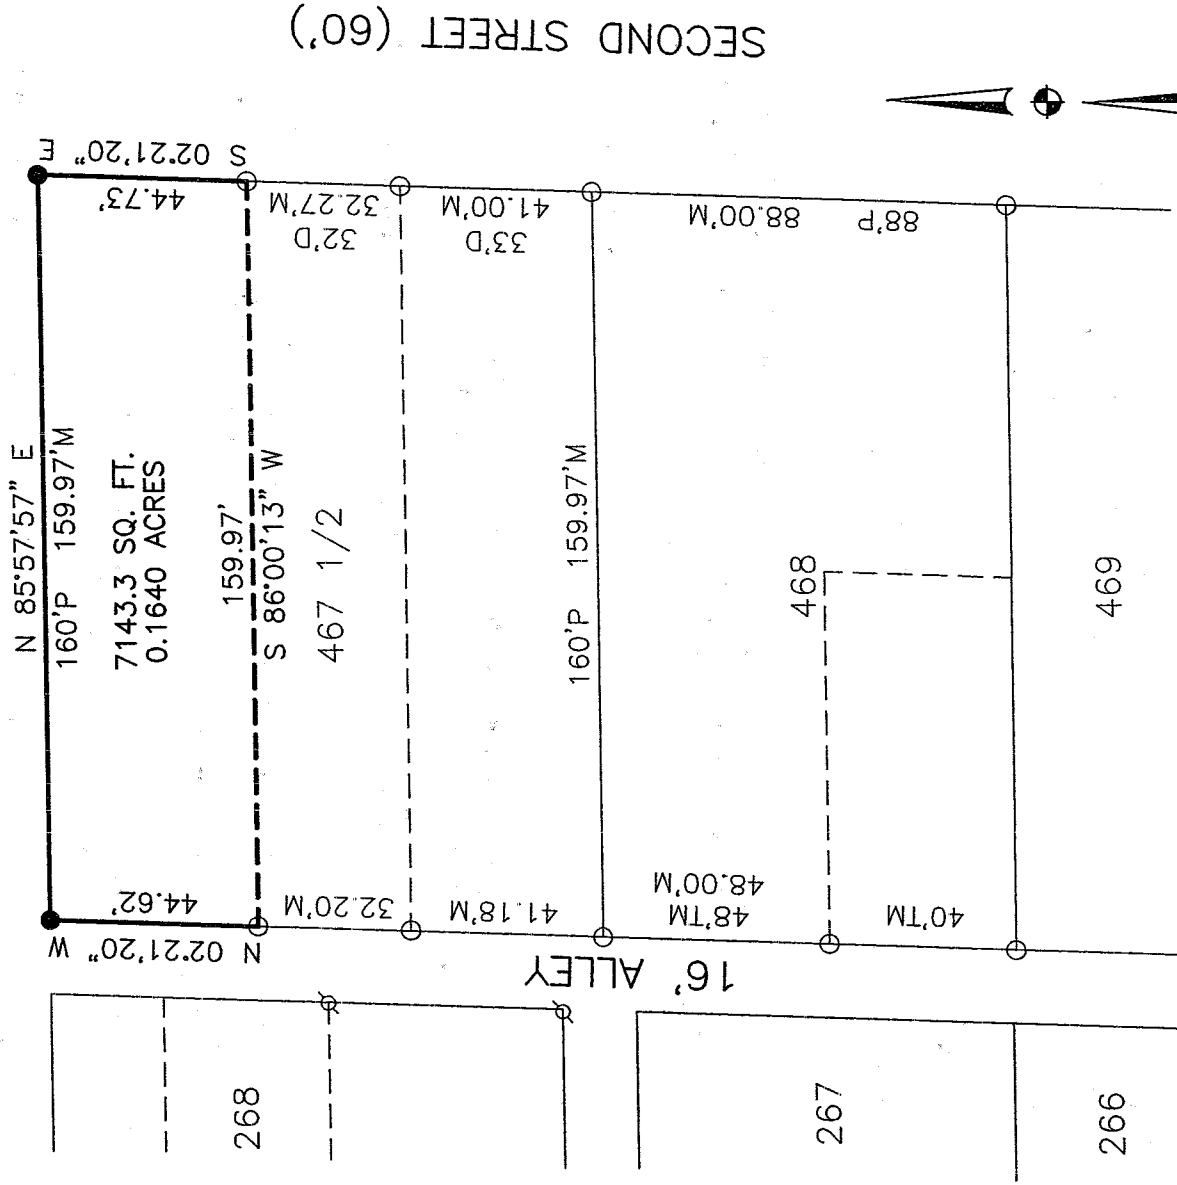 SECOND STREET (60')
S 02°21'20" E
44.73'
32.27'M
32'D
41.00'M
33'D
88.00'M
88'P
N 85°57'57" E
160'P 159.97'M
7143.3 SQ. FT.
0.1640 ACRES
159.97'
S 86°00'13" W
467 1/2
160'P 159.97'M
468
469
44.62'
N 02°21'20" W
32.20'M
41.18'M
48.00'M
48'TM
40'TM
16' ALLEY
268
267
266